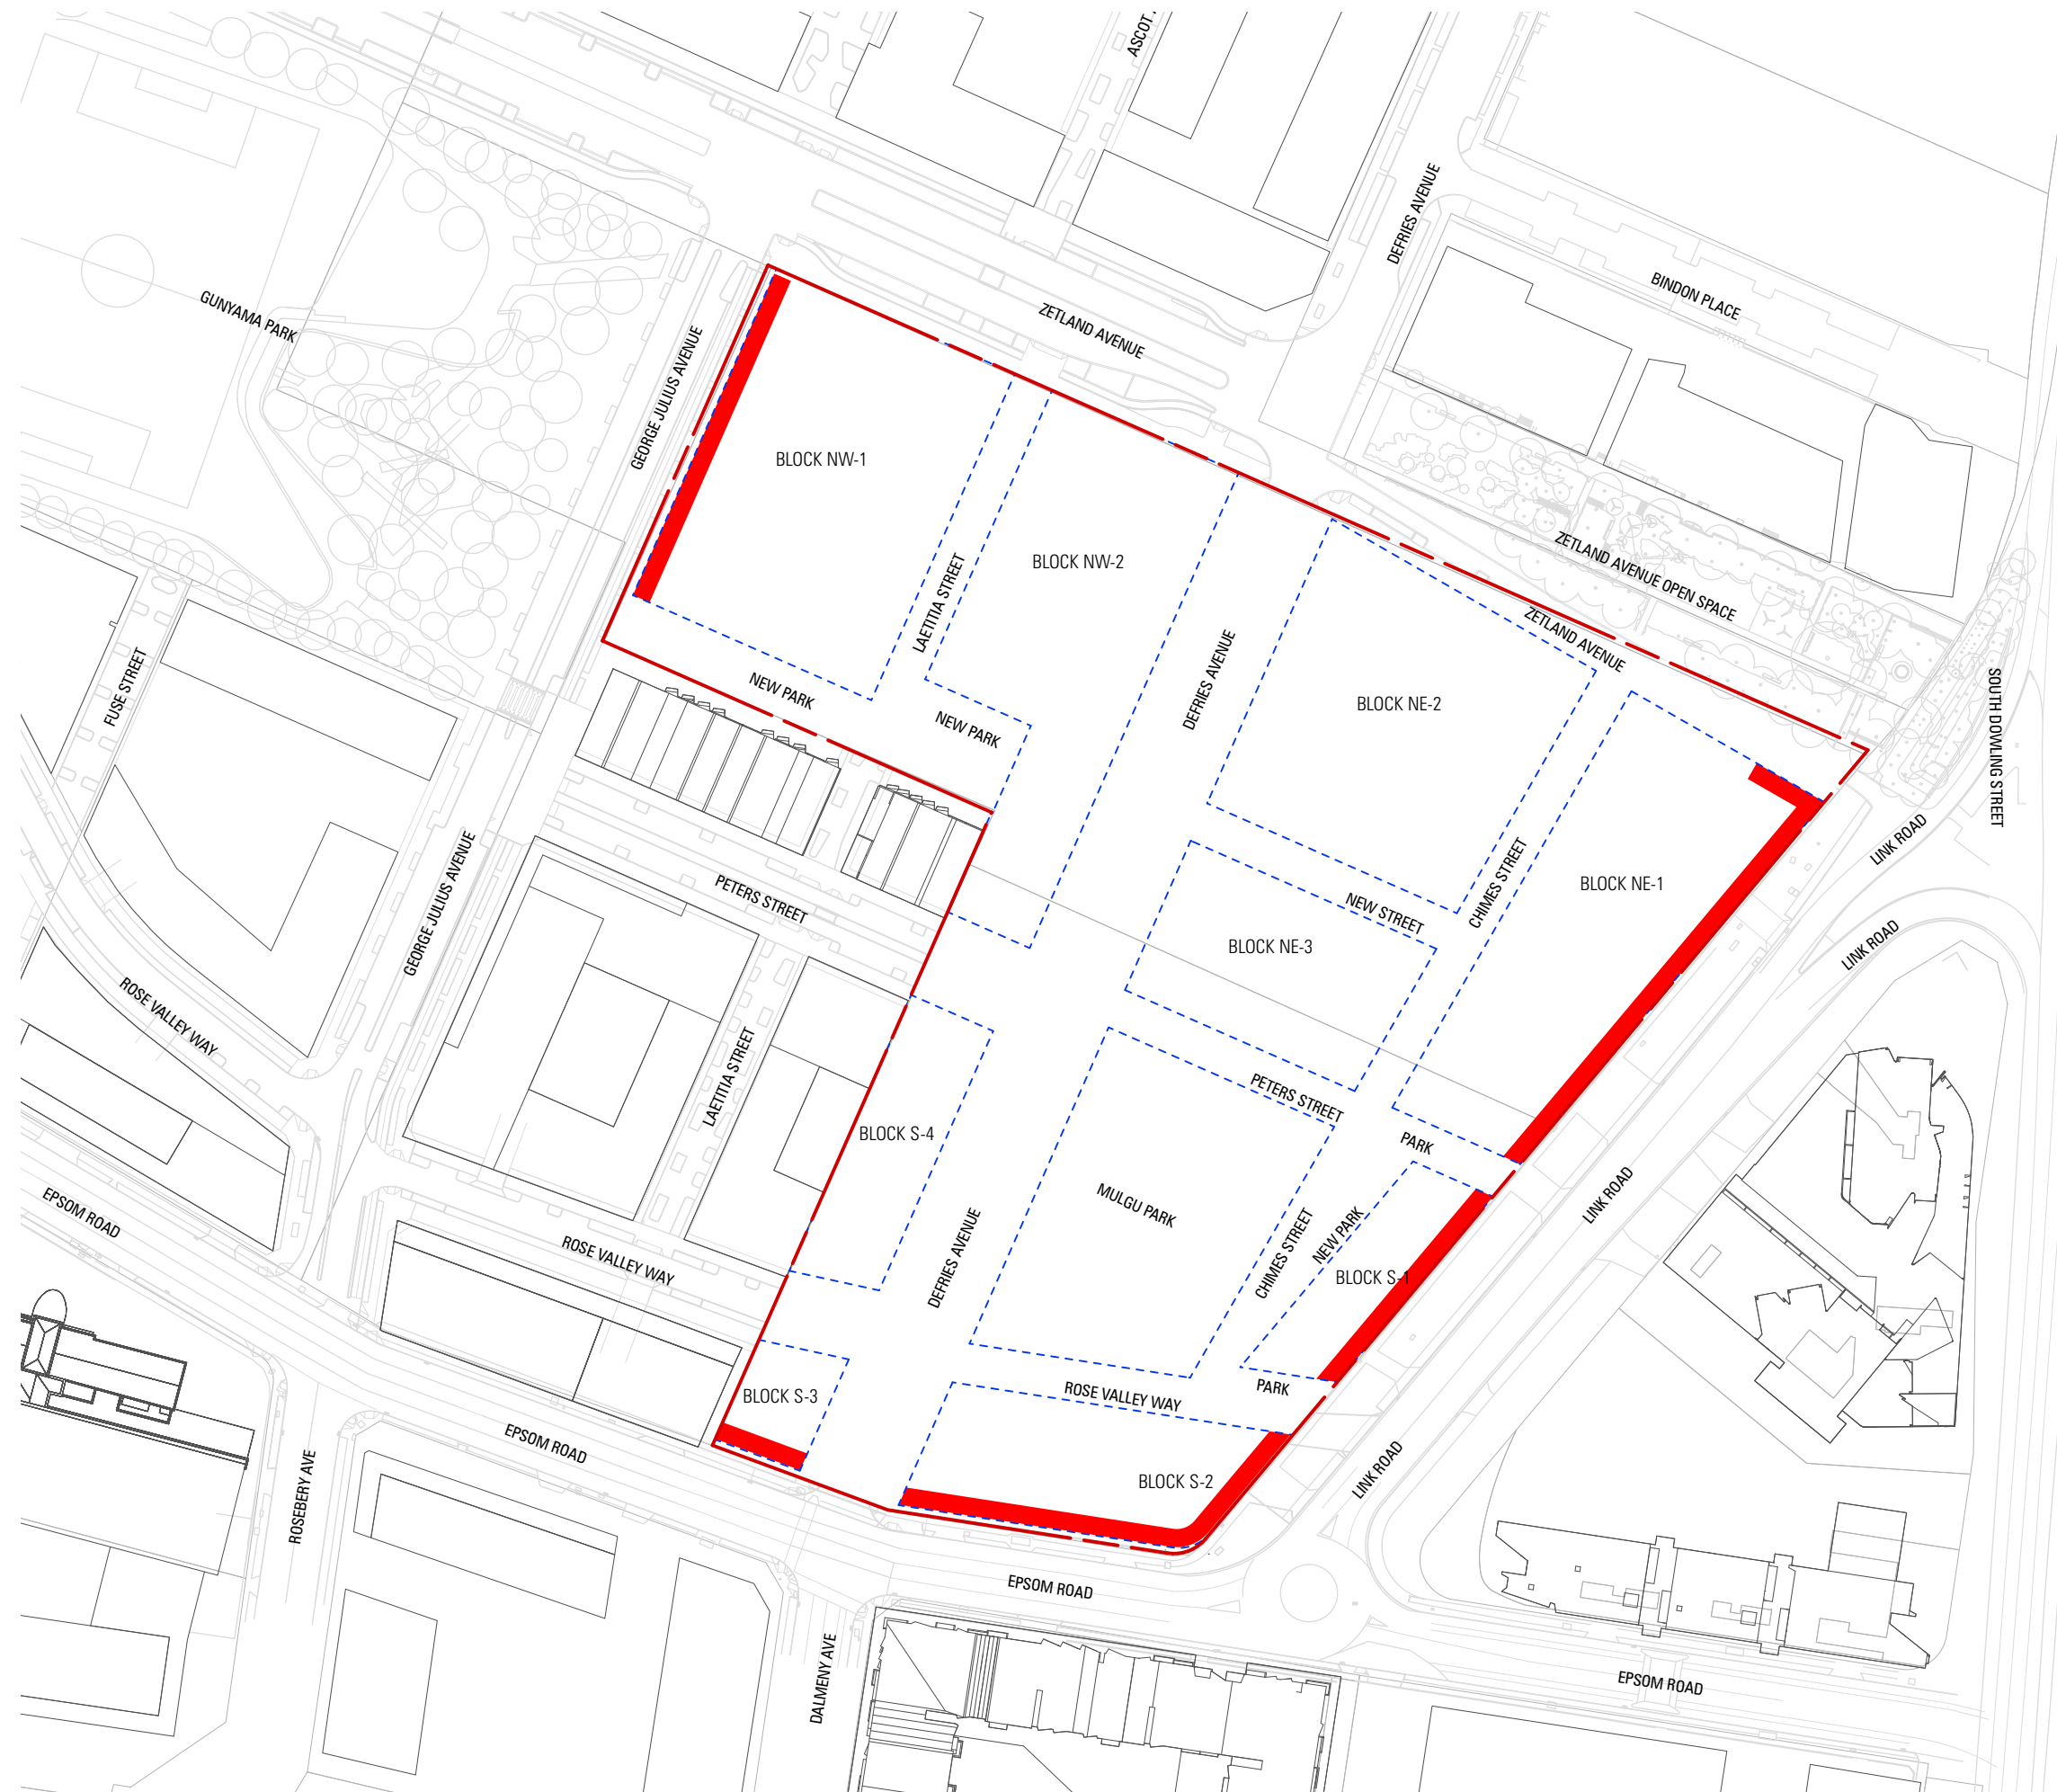 ASCOT
DEFRIES AVENUE
BINDON PLACE
GUNYAMA PARK
ZETLAND AVENUE
GEORGE JULIUS AVENUE
BLOCK NW-1
BLOCK NW-2
ZETLAND AVENUE OPEN SPACE
LAETITIA STREET
ZETLAND AVENUE
FUSE STREET
NEW PARK
NEW PARK
DEFRIES AVENUE
BLOCK NE-2
SOUTH DOWLING STREET
LINK ROAD
BLOCK NE-1
CHIMES STREET
GEORGE JULIUS AVENUE
PETERS STREET
NEW STREET
BLOCK NE-3
LINK ROAD
ROSE VALLEY WAY
LAETITIA STREET
PETERS STREET
BLOCK S-4
PARK
MULGU PARK
LINK ROAD
EPSOM ROAD
NEW PARK
CHIMES STREET
ROSE VALLEY WAY
DEFRIES AVENUE
BLOCK S-1
PARK
BLOCK S-3
ROSE VALLEY WAY
EPSOM ROAD
ROSEBERY AVE
LINK ROAD
BLOCK S-2
EPSOM ROAD
DALMENY AVE
EPSOM ROAD